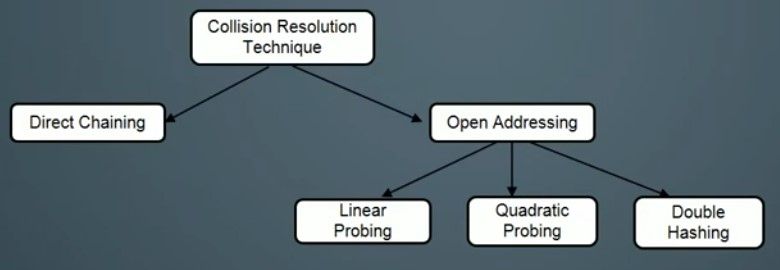 Collision Resolution
Technique
Direct Chaining
Open Addressing
Linear
Probing
Quadratic
Probing
Double
Hashing